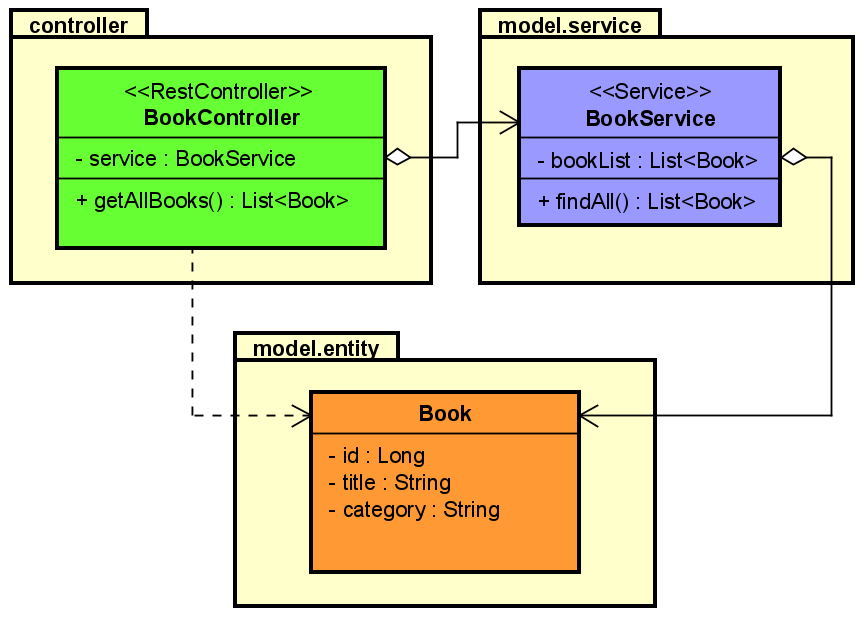 controller
<<RestController>>
BookController
- service : BookService
+ getAllBooks() : List<Book>
model.service
<<Service>>
BookService
- bookList : List<Book>
+ findAll() : List<Book>
model.entity
Book
- id : Long
- title : String
- category : String